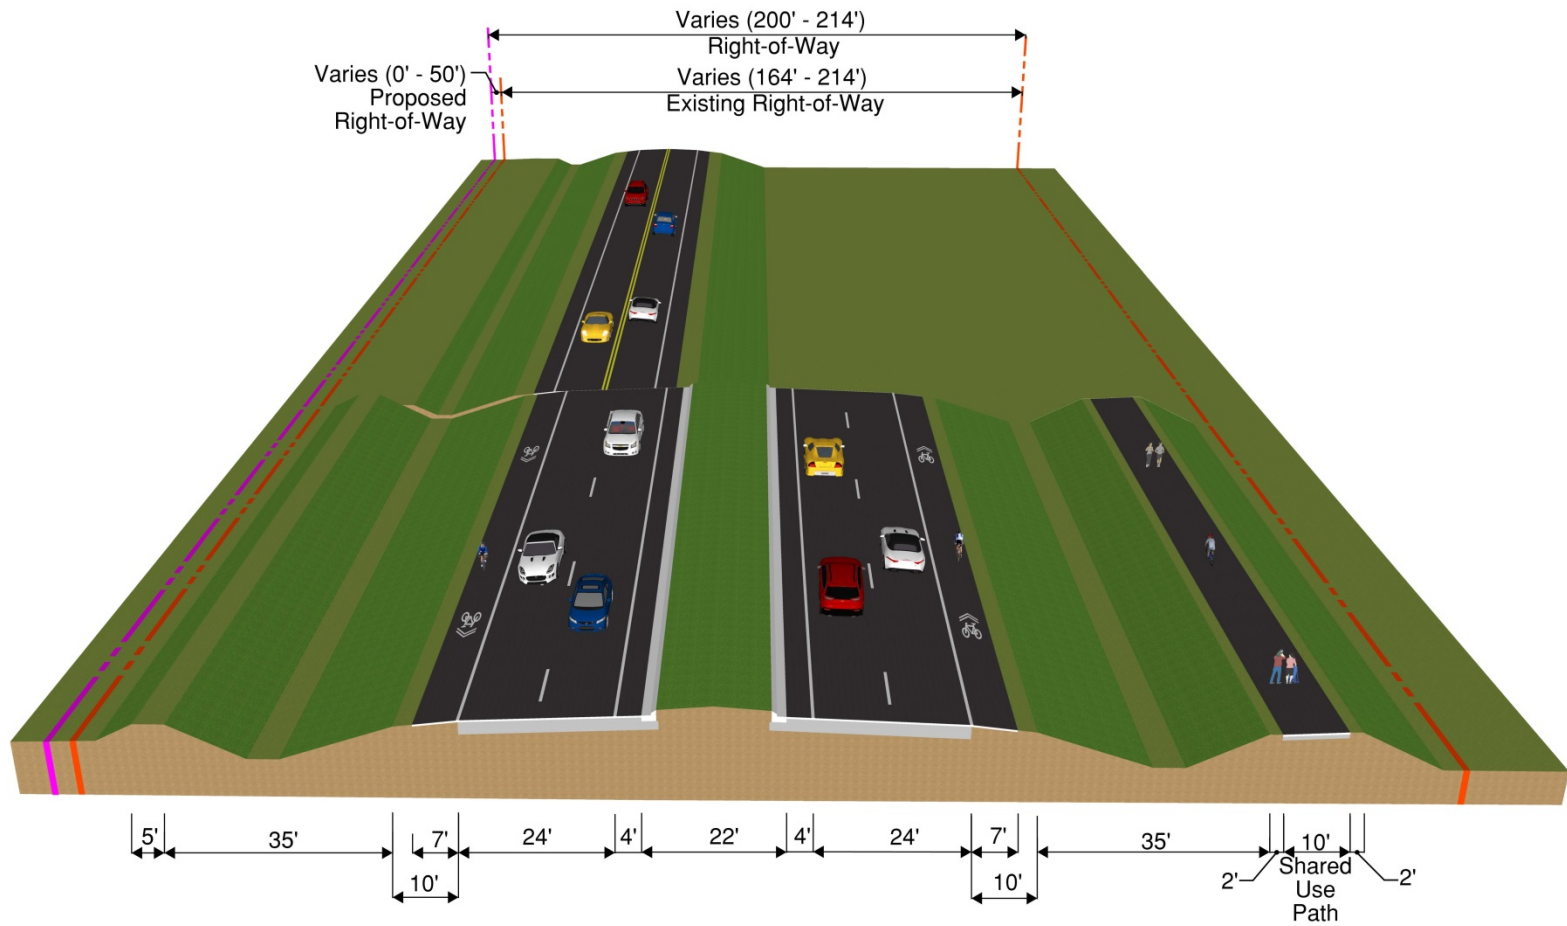 Varies (200' - 214')
Right-of-Way
Varies (0' - 50')
Proposed
Right-of-Way
Varies (164' - 214')
Existing Right-of-Way
5'
35'
7'
10'
24'
4'
22'
4'
24'
7'
10'
35'
2'
10'
Shared
Use
Path
2'